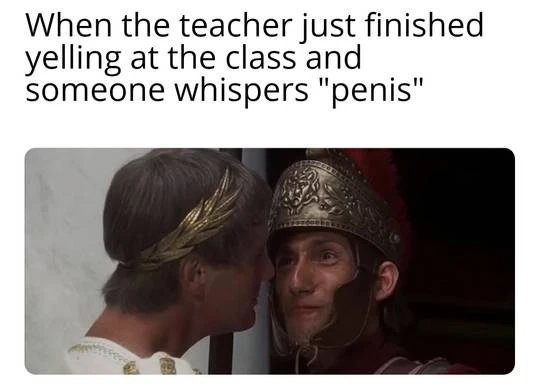 When the teacher just finished
yelling at the class and
someone whispers "penis"